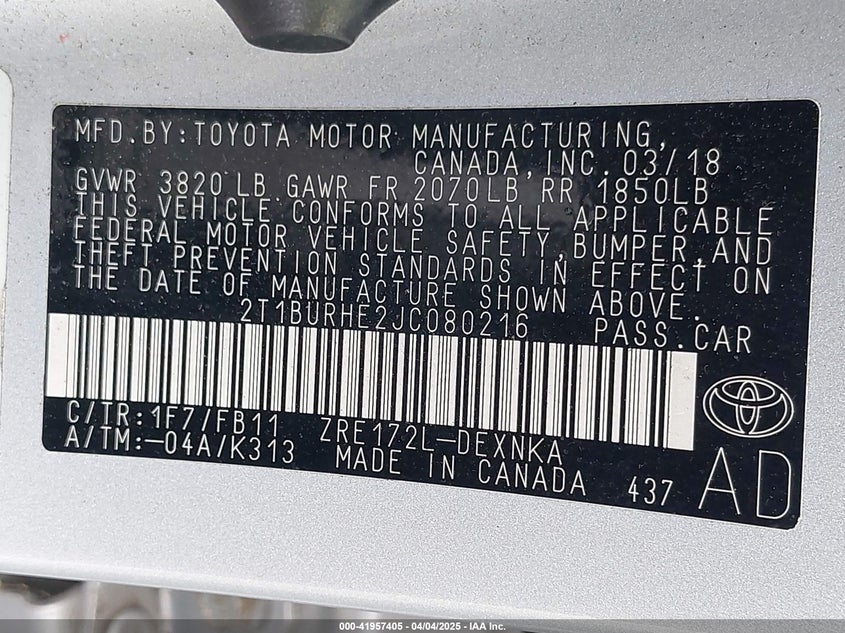 MFD.BY:TOYOTA MOTOR MANUFACTURING,
CANADA,INC. 03/18
GVWR 3820 LB GAWR FR 2070LB RR 1850LB
THIS VEHICLE CONFORMS TO ALL APPLICABLE
FEDERAL MOTOR VEHICLE SAFETY,BUMPER,AND
THEFT PREVENTION STANDARDS IN EFFECT ON
THE DATE OF MANUFACTURE SHOWN ABOVE.
2T1BURHE2JC080216 PASS.CAR
C/TR:1F7/FB11 ZRE172L-DEXNKA
A/TM:-04A/K313 MADE IN CANADA 437 AD
000-41957405 - 04/04/2025 - IAA Inc.